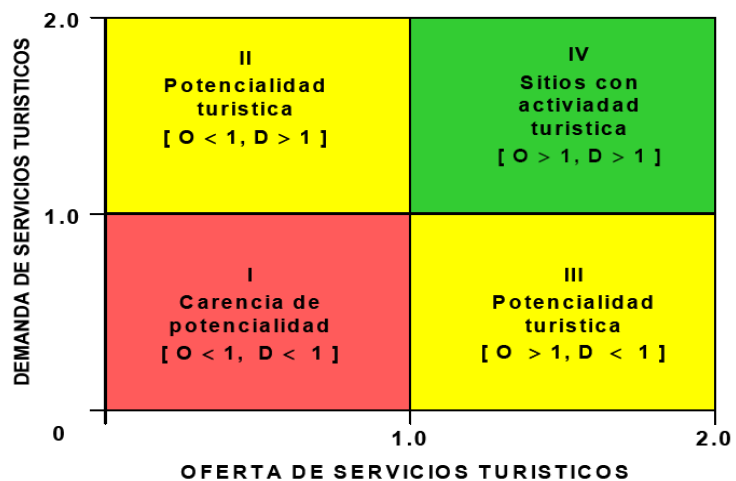 DEMANDA DE SERVICIOS TURISTICOS
2.0
II
Potencialidad
turistica
[ O < 1, D > 1 ]
IV
Sitios con
activiadad
turistica
[ O > 1, D > 1 ]
1.0
I
Carencia de
potencialidad
[ O < 1, D < 1 ]
III
Potencialidad
turistica
[ O > 1, D < 1 ]
0
1.0
2.0
OFERTA DE SERVICIOS TURISTICOS